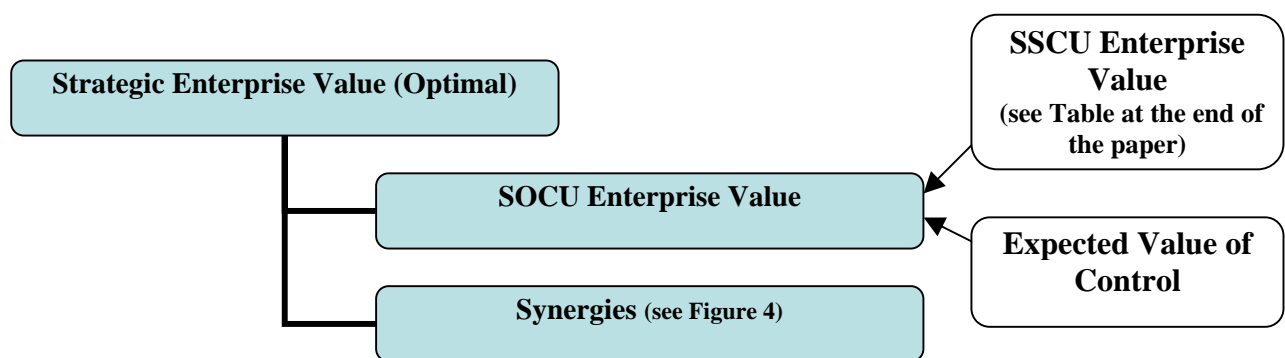 SSCU Enterprise
Value
(see Table at the end of
the paper)
Strategic Enterprise Value (Optimal)
SOCU Enterprise Value
Expected Value of
Control
Synergies (see Figure 4)